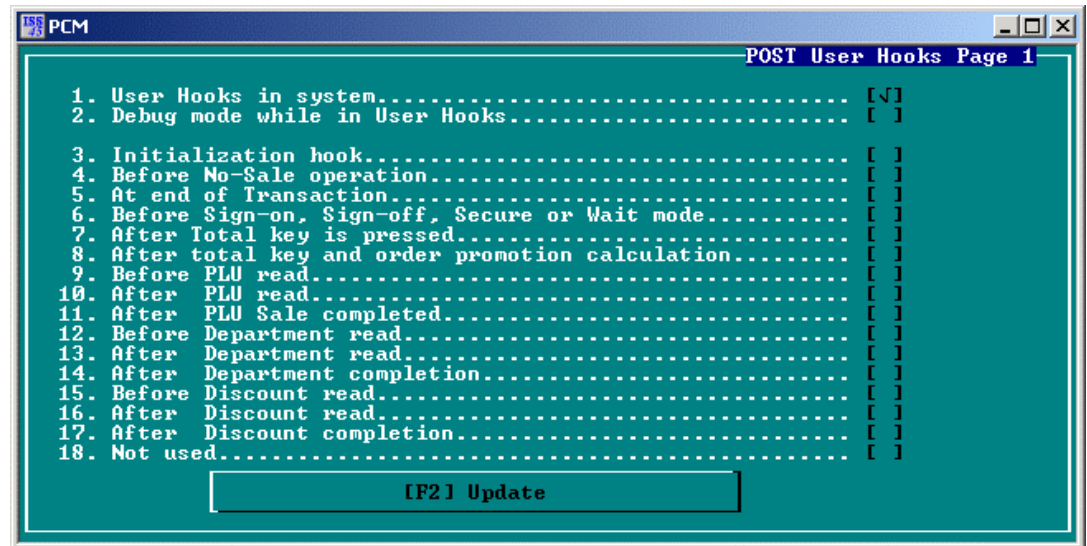 ISS 45 PCM
POST User Hooks Page 1
1. User Hooks in system.................................... [√]
2. Debug mode while in User Hooks.......................... [ ]
3. Initialization hook..................................... [ ]
4. Before No-Sale operation................................ [ ]
5. At end of Transaction................................... [ ]
6. Before Sign-on, Sign-off, Secure or Wait mode........... [ ]
7. After Total key is pressed.............................. [ ]
8. After total key and order promotion calculation......... [ ]
9. Before PLU read......................................... [ ]
10. After  PLU read......................................... [ ]
11. After  PLU Sale completed............................... [ ]
12. Before Department read.................................. [ ]
13. After  Department read.................................. [ ]
14. After  Department completion............................ [ ]
15. Before Discount read.................................... [ ]
16. After  Discount read.................................... [ ]
17. After  Discount completion.............................. [ ]
18. Not used................................................ [ ]
[F2] Update